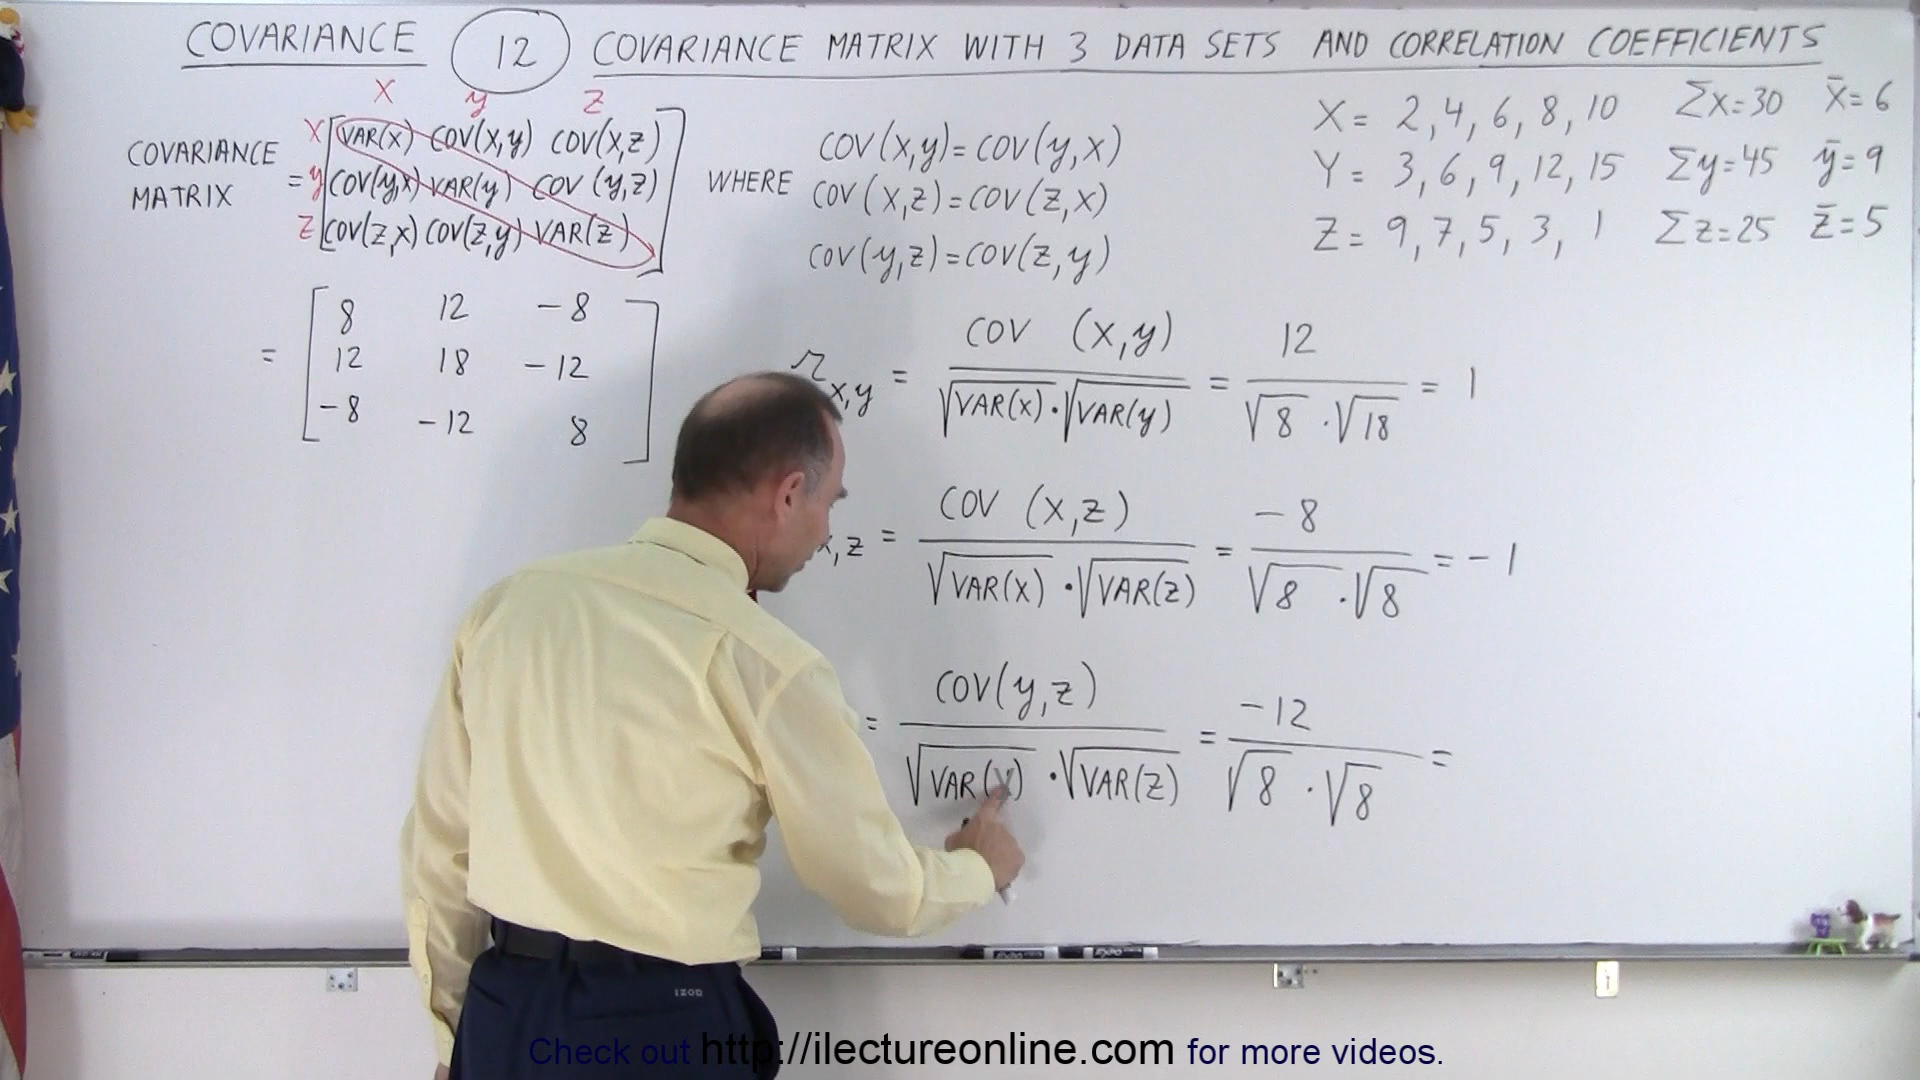 COVARIANCE 12 COVARIANCE MATRIX WITH 3 DATA SETS AND CORRELATION COEFFICIENTS
X y Z
COVARIANCE MATRIX =
X [VAR(X) COV(X,y) COV(X,Z)]
y [COV(y,X) VAR(y) COV (y,Z)]
Z [COV(Z,X) COV(Z,y) VAR(Z)]
WHERE
COV (X,y) = COV(y,X)
COV (X,Z) = COV(Z,X)
COV (y,Z) = COV(Z,y)
X = 2, 4, 6, 8, 10 Σx=30 x̄=6
Y = 3, 6, 9, 12, 15 Σy=45 ȳ=9
Z = 9, 7, 5, 3, 1 Σz=25 z̄=5
= [8 12 -8
12 18 -12
-8 -12 8]
r x,y = COV (X,y) / √VAR(X) · √VAR(y) = 12 / √8 · √18 = 1
x,z = COV (X,Z) / √VAR(X) · √VAR(Z) = -8 / √8 · √8 = -1
= COV(y,z) / √VAR(X) · √VAR(Z) = -12 / √8 · √8 =
IZOD
Check out http://ilectureonline.com for more videos.